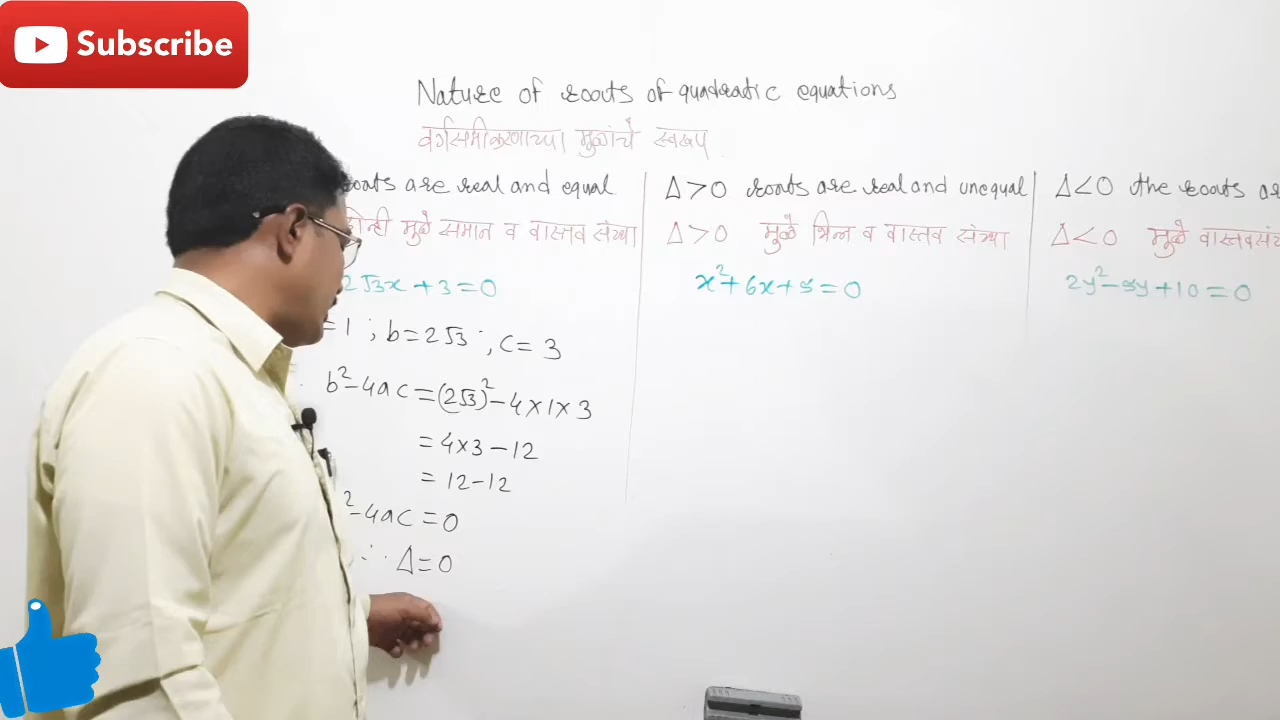 Subscribe
Nature of roots of quadratic equations
वर्गसमीकरणाच्या मुळांचे स्वरूप
roots are real and equal
दोन्ही मुळे समान व वास्तव संख्या
2√3x + 3 = 0
= 1 ; b = 2√3 ; c = 3
b² - 4ac = (2√3)² - 4 × 1 × 3
= 4×3 - 12
= 12 - 12
² - 4ac = 0
∴ Δ = 0
Δ > 0 roots are real and unequal
Δ > 0 मुळे भिन्न व वास्तव संख्या
x² + 6x + 5 = 0
Δ < 0 the roots
Δ < 0 मुळे वास्तवसं
2y² - 5y + 10 = 0